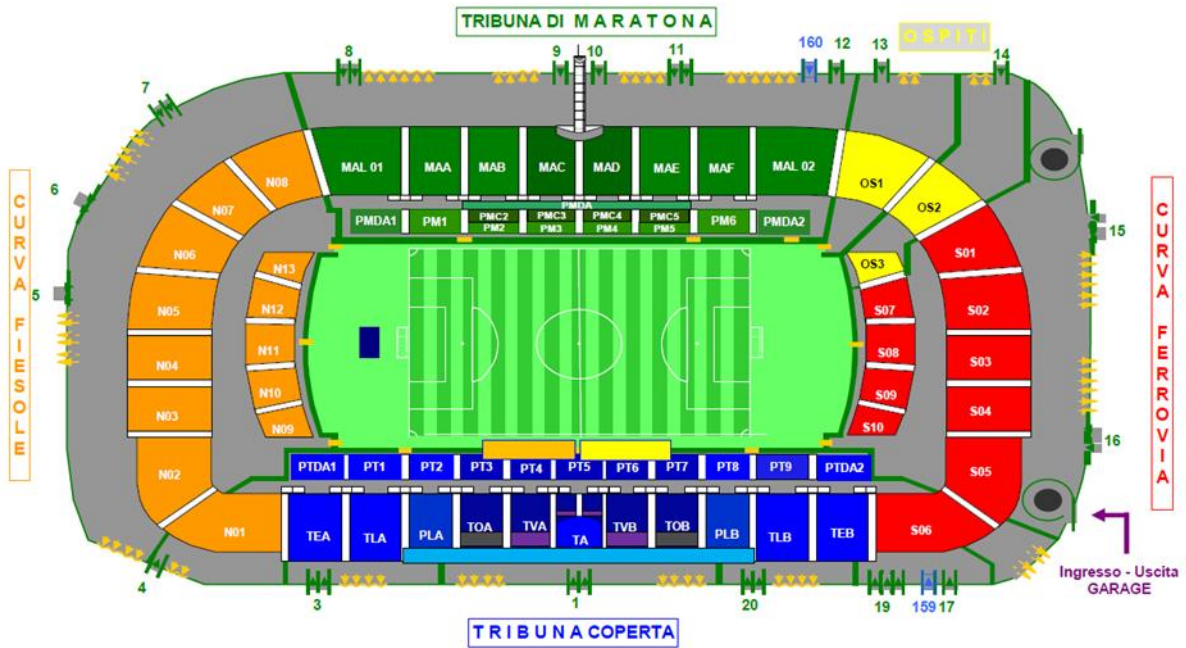 TRIBUNA DI MARATONA
OSPITI
8
9
10
11
160
12
13
14
7
6
5
4
15
16
CURVA FIESOLE
CURVA FERROVIA
MAL 01
MAA
MAB
MAC
MAD
MAE
MAF
MAL 02
PMDA
PMDA1
PM1
PMC2
PMC3
PMC4
PMC5
PM6
PMDA2
PM2
PM3
PM4
PM5
OS1
OS2
OS3
N08
N07
N06
N05
N04
N03
N02
N01
N13
N12
N11
N10
N09
S01
S02
S03
S04
S05
S06
S07
S08
S09
S10
PTDA1
PT1
PT2
PT3
PT4
PT5
PT6
PT7
PT8
PT9
PTDA2
TEA
TLA
PLA
TOA
TVA
TA
TVB
TOB
PLB
TLB
TEB
Ingresso - Uscita
GARAGE
3
1
20
19
159
17
TRIBUNA COPERTA